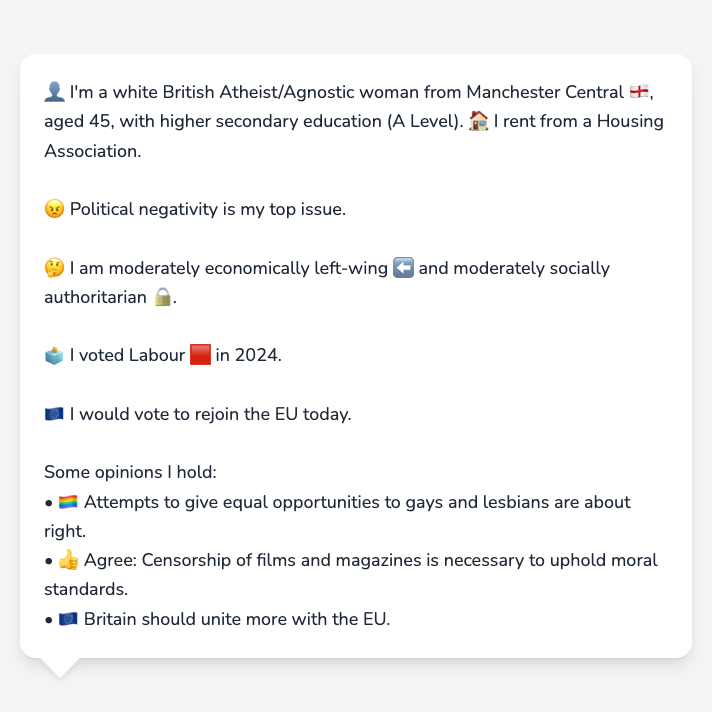 👤 I'm a white British Atheist/Agnostic woman from Manchester Central 🏴󠁧󠁢󠁥󠁮󠁧󠁿,
aged 45, with higher secondary education (A Level). 🏠 I rent from a Housing
Association.
😠 Political negativity is my top issue.
🤔 I am moderately economically left-wing ⬅️ and moderately socially
authoritarian 🔒.
🗳️ I voted Labour 🟥 in 2024.
🇪🇺 I would vote to rejoin the EU today.
Some opinions I hold:
• 🏳️‍🌈 Attempts to give equal opportunities to gays and lesbians are about
right.
• 👍 Agree: Censorship of films and magazines is necessary to uphold moral
standards.
• 🇪🇺 Britain should unite more with the EU.